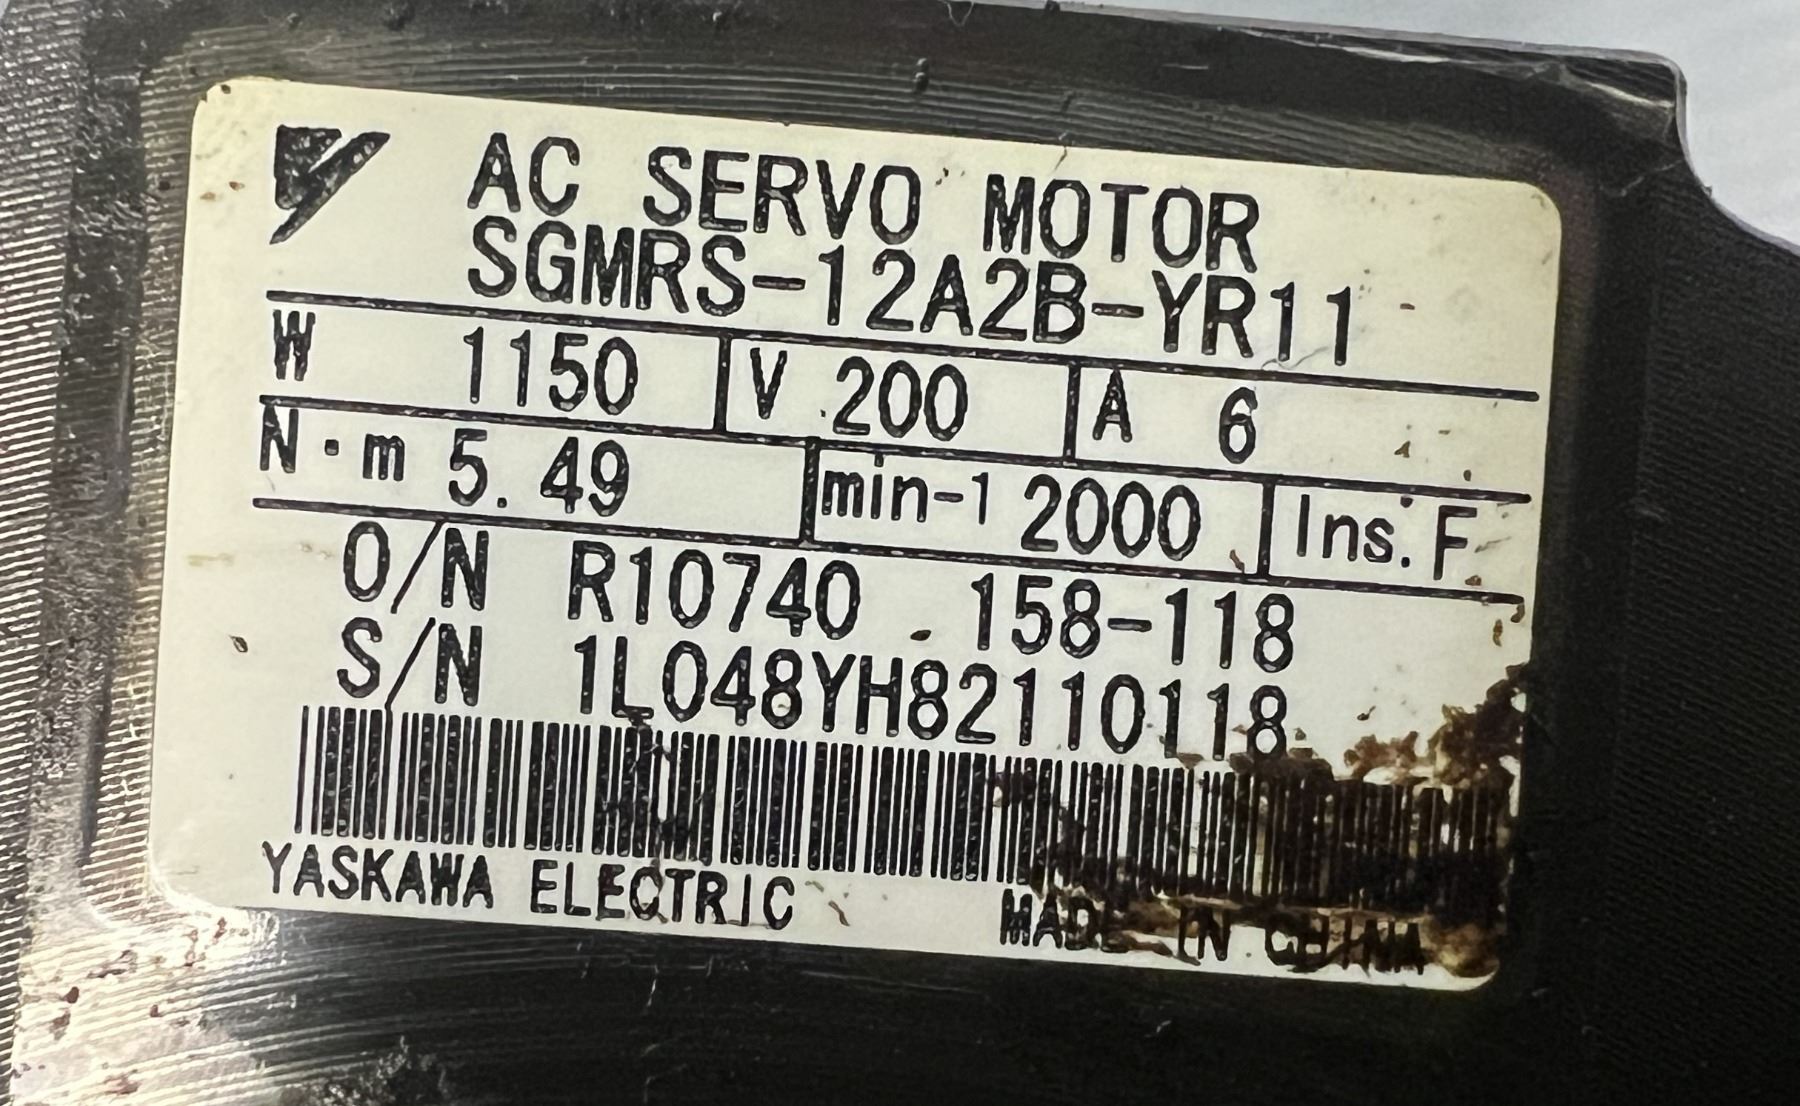 AC SERVO MOTOR
SGMRS-12A2B-YR11
W 1150 V 200 A 6
N・m 5.49 min-1 2000 Ins. F
O/N R10740 158-118
S/N 1L048YH82110118
YASKAWA ELECTRIC MADE IN CHINA